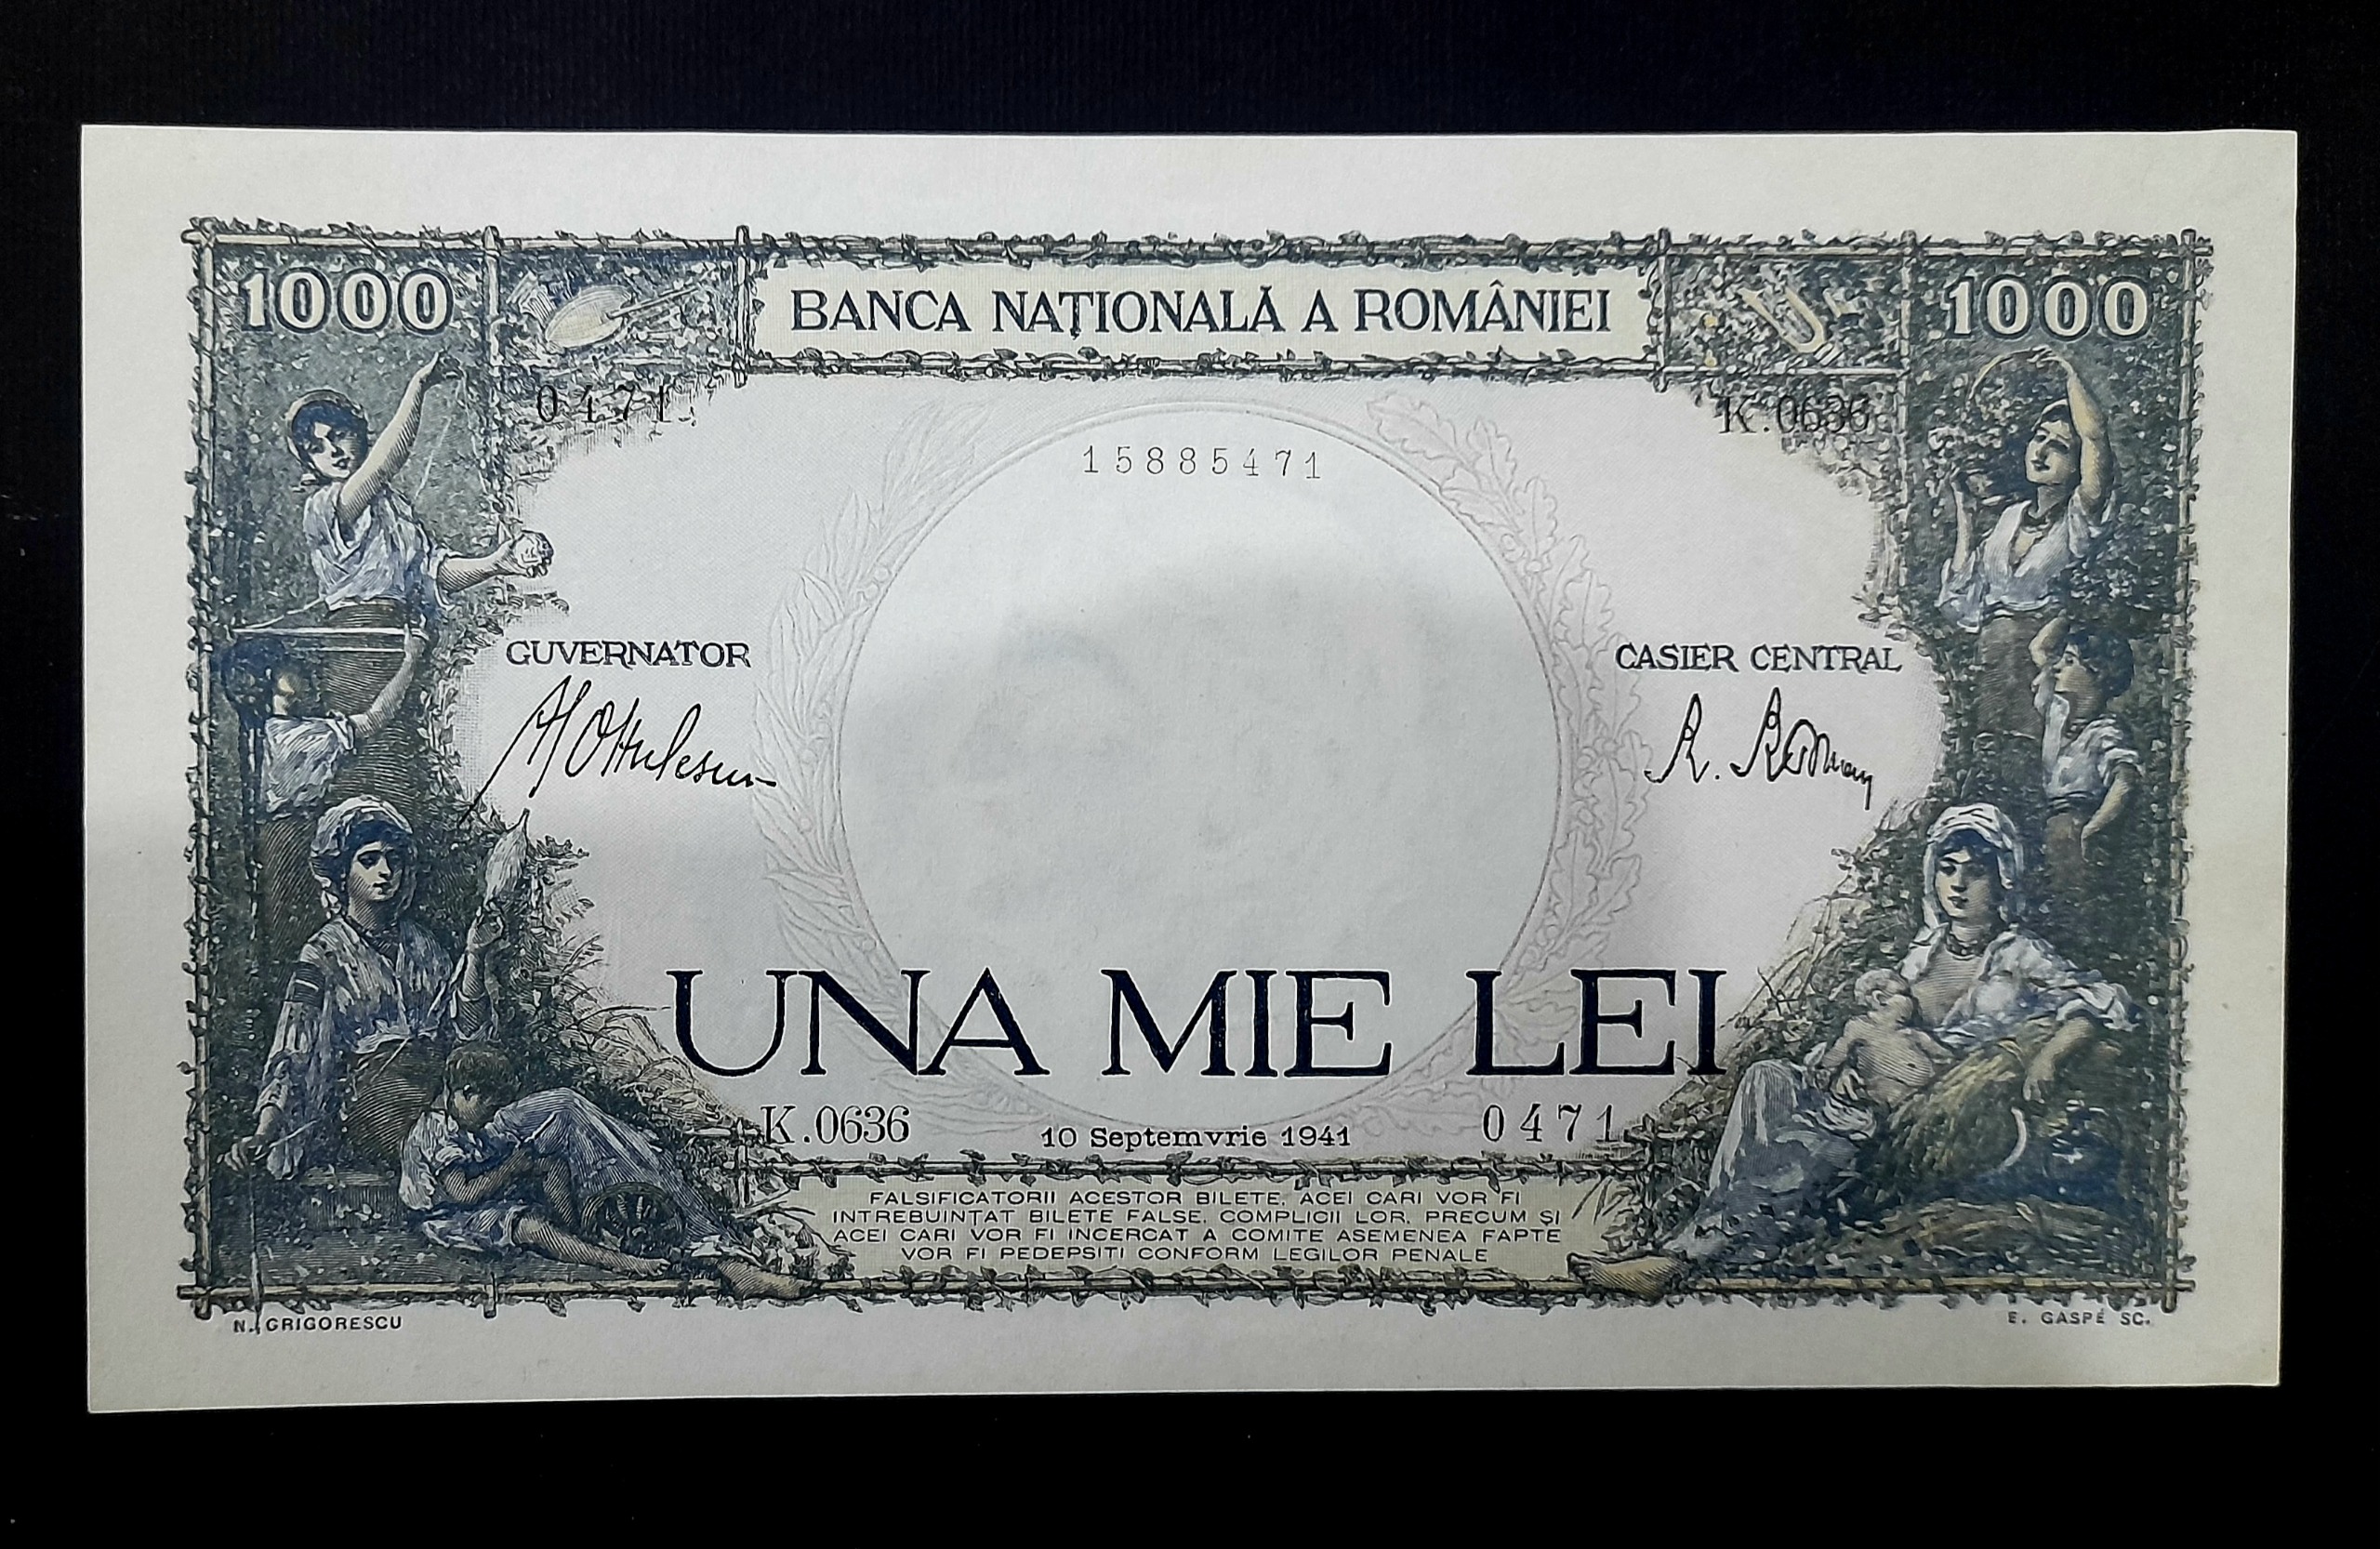 1000
BANCA NAȚIONALĂ A ROMÂNIEI
1000
0471
K.0636
15885471
GUVERNATOR
CASIER CENTRAL
UNA MIE LEI
K.0636
10 Septemvrie 1941
0471
FALSIFICATORII ACESTOR BILETE, ACEI CARI VOR FI
INTREBUINȚAT BILETE FALSE, COMPLICII LOR, PRECUM ȘI
ACEI CARI VOR FI INCERCAT A COMITE ASEMENEA FAPTE
VOR FI PEDEPSITI CONFORM LEGILOR PENALE
N. GRIGORESCU
E. GASPÉ SC.